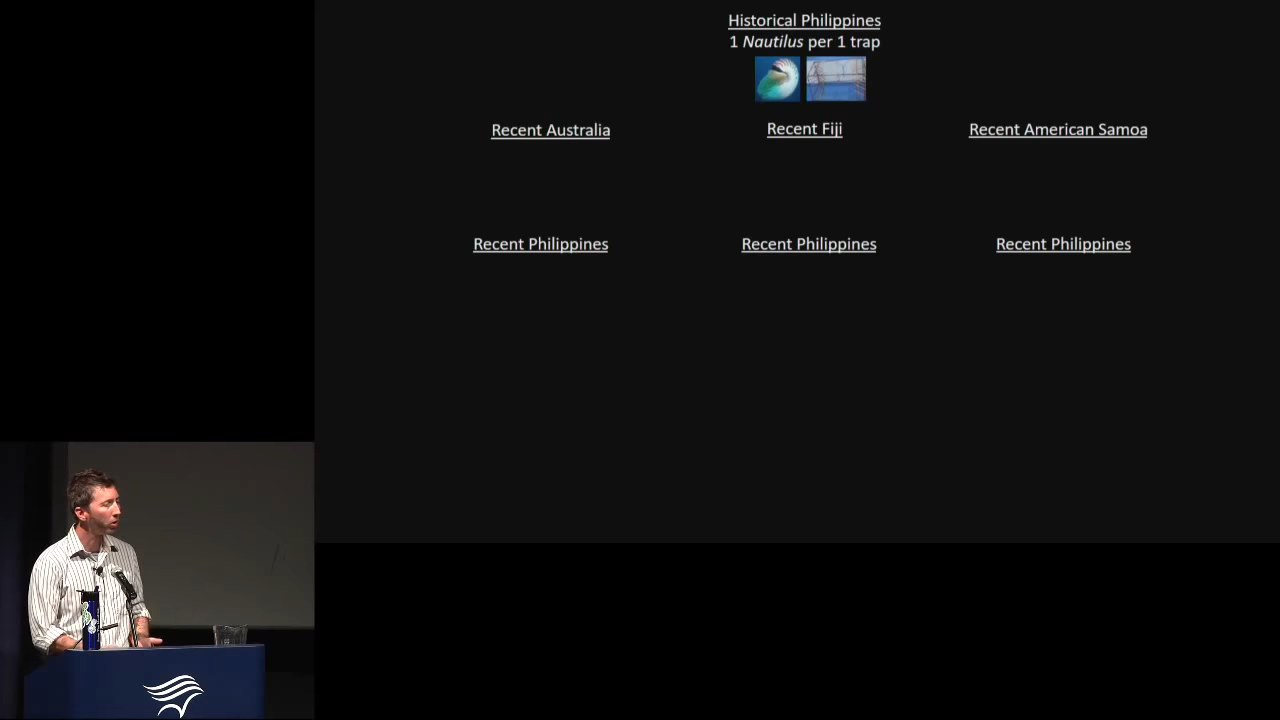 Historical Philippines
1 Nautilus per 1 trap
Recent Australia
Recent Fiji
Recent American Samoa
Recent Philippines
Recent Philippines
Recent Philippines